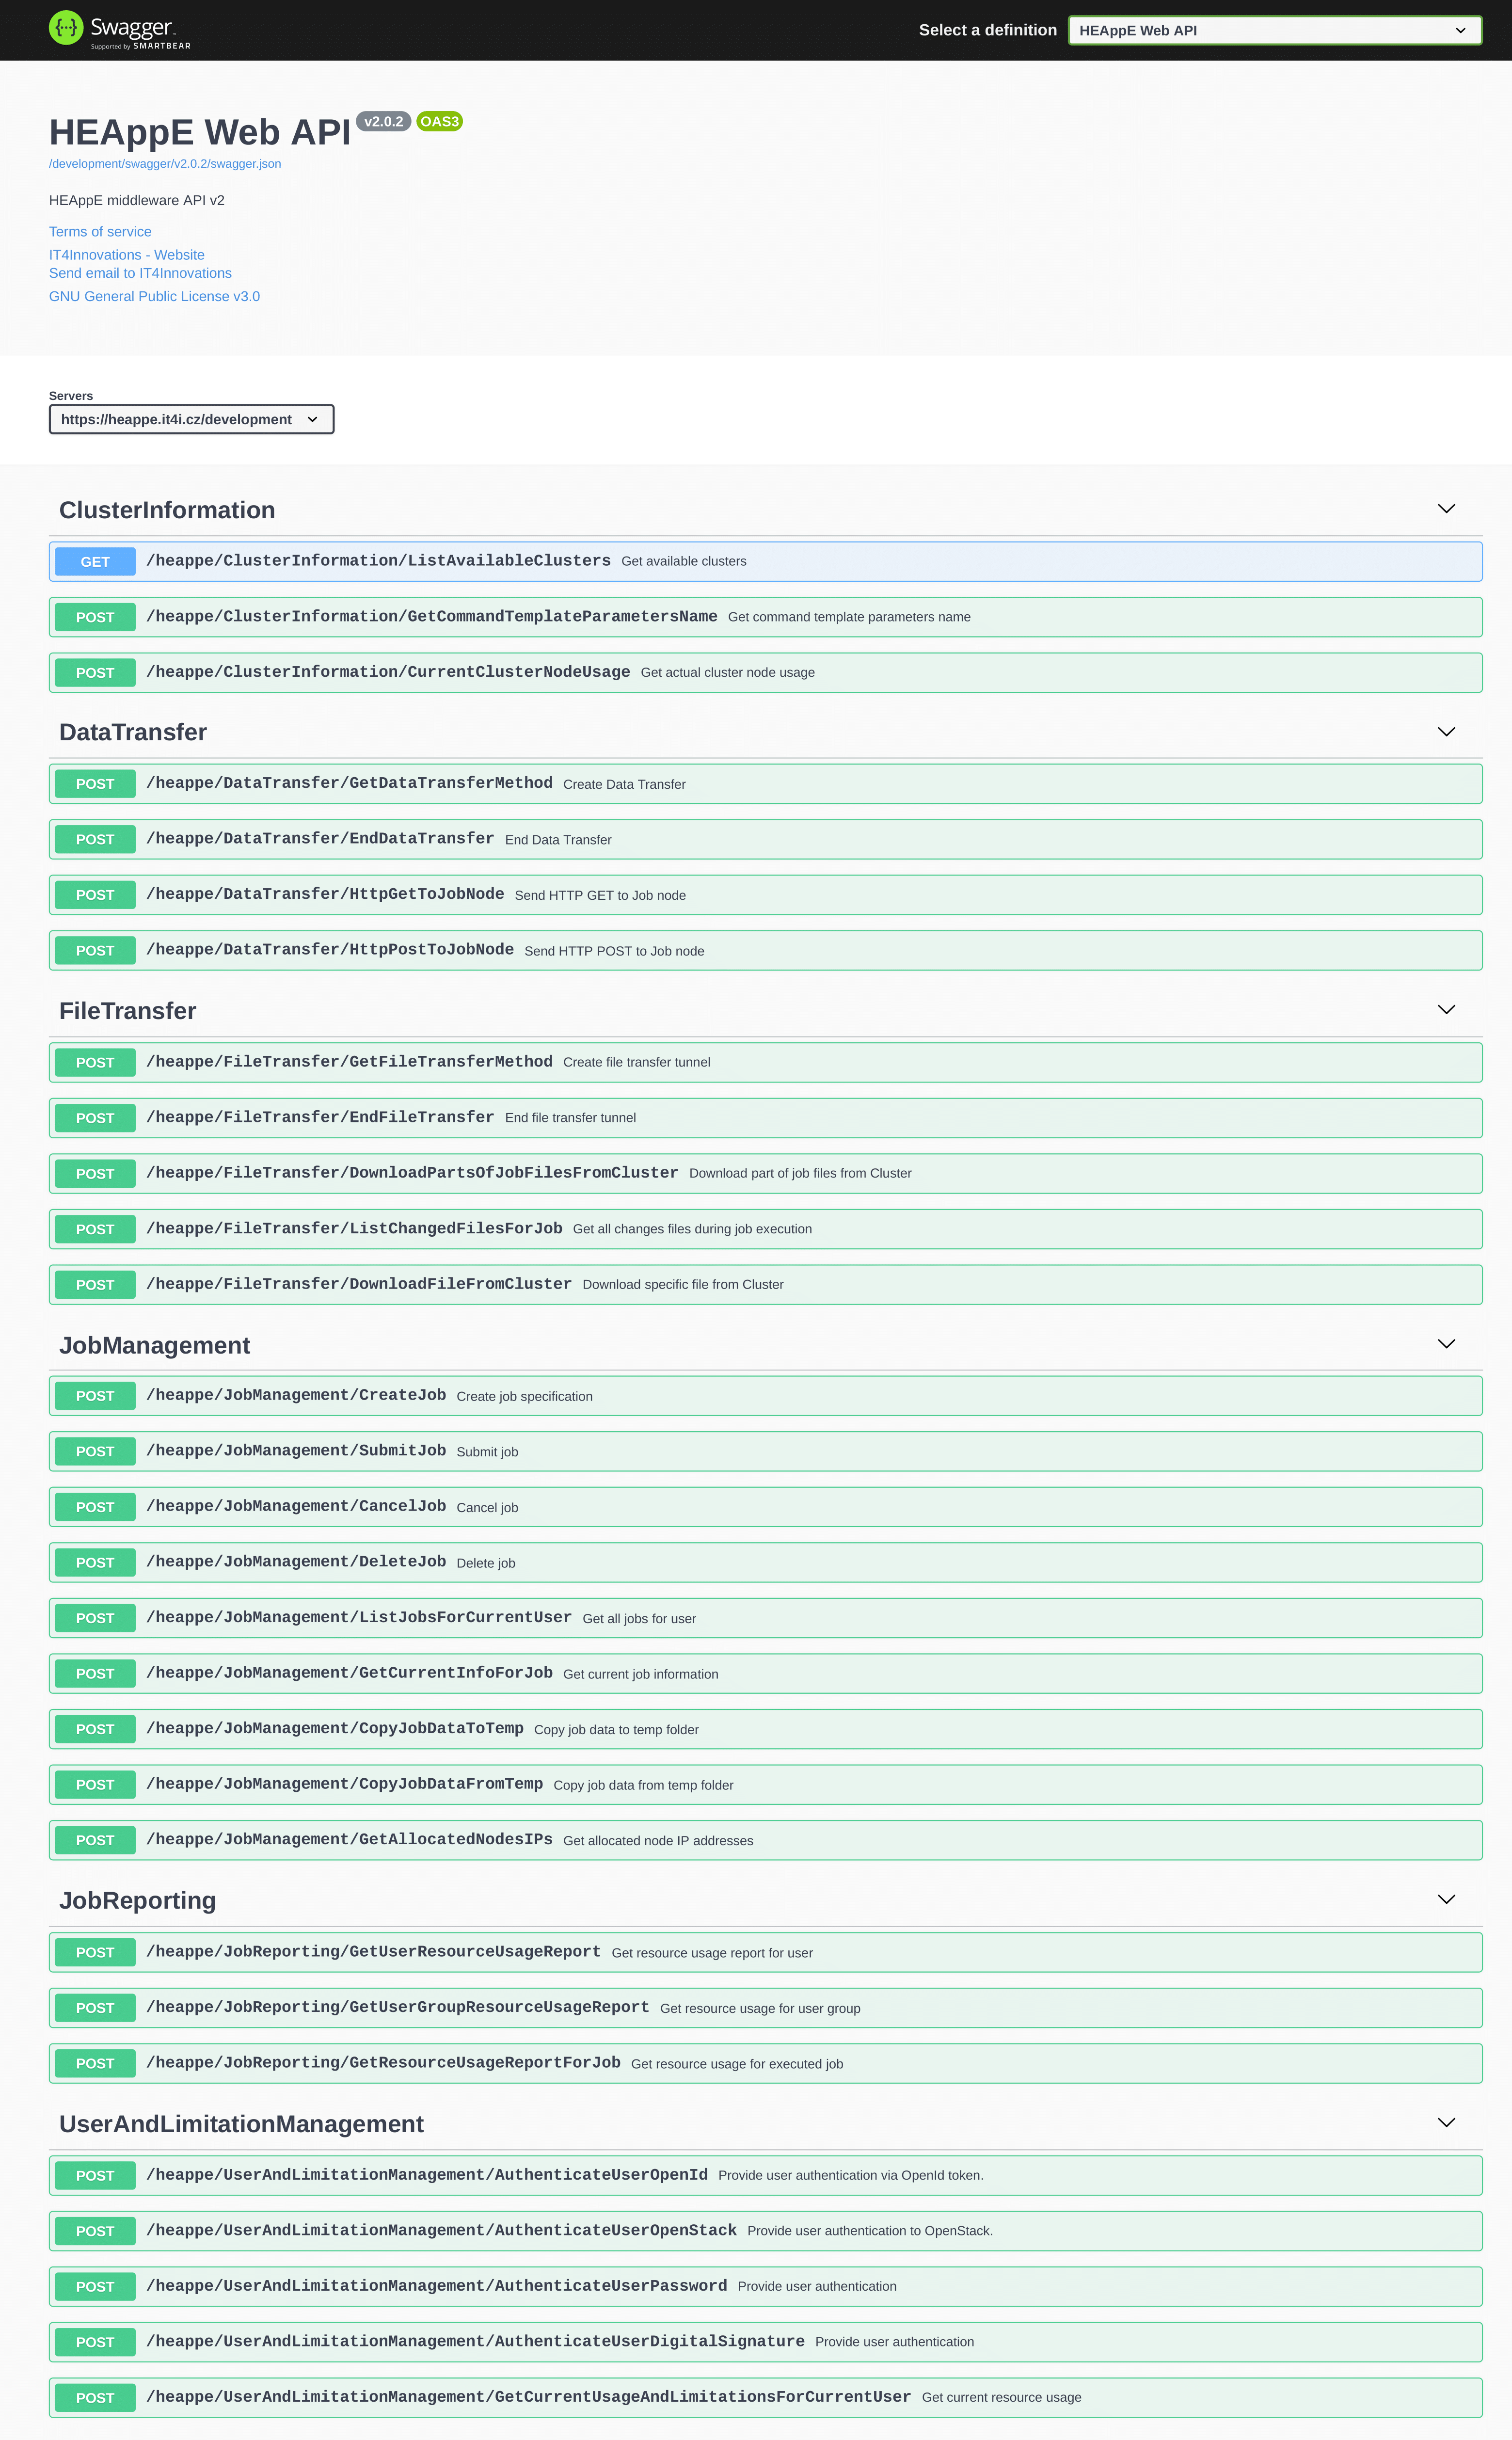 Swagger
Supported by SMARTBEAR
Select a definition
HEAppE Web API
HEAppE Web API v2.0.2 OAS3
/development/swagger/v2.0.2/swagger.json
HEAppE middleware API v2
Terms of service
IT4Innovations - Website
Send email to IT4Innovations
GNU General Public License v3.0
Servers
https://heappe.it4i.cz/development
ClusterInformation
GET /heappe/ClusterInformation/ListAvailableClusters Get available clusters
POST /heappe/ClusterInformation/GetCommandTemplateParametersName Get command template parameters name
POST /heappe/ClusterInformation/CurrentClusterNodeUsage Get actual cluster node usage
DataTransfer
POST /heappe/DataTransfer/GetDataTransferMethod Create Data Transfer
POST /heappe/DataTransfer/EndDataTransfer End Data Transfer
POST /heappe/DataTransfer/HttpGetToJobNode Send HTTP GET to Job node
POST /heappe/DataTransfer/HttpPostToJobNode Send HTTP POST to Job node
FileTransfer
POST /heappe/FileTransfer/GetFileTransferMethod Create file transfer tunnel
POST /heappe/FileTransfer/EndFileTransfer End file transfer tunnel
POST /heappe/FileTransfer/DownloadPartsOfJobFilesFromCluster Download part of job files from Cluster
POST /heappe/FileTransfer/ListChangedFilesForJob Get all changes files during job execution
POST /heappe/FileTransfer/DownloadFileFromCluster Download specific file from Cluster
JobManagement
POST /heappe/JobManagement/CreateJob Create job specification
POST /heappe/JobManagement/SubmitJob Submit job
POST /heappe/JobManagement/CancelJob Cancel job
POST /heappe/JobManagement/DeleteJob Delete job
POST /heappe/JobManagement/ListJobsForCurrentUser Get all jobs for user
POST /heappe/JobManagement/GetCurrentInfoForJob Get current job information
POST /heappe/JobManagement/CopyJobDataToTemp Copy job data to temp folder
POST /heappe/JobManagement/CopyJobDataFromTemp Copy job data from temp folder
POST /heappe/JobManagement/GetAllocatedNodesIPs Get allocated node IP addresses
JobReporting
POST /heappe/JobReporting/GetUserResourceUsageReport Get resource usage report for user
POST /heappe/JobReporting/GetUserGroupResourceUsageReport Get resource usage for user group
POST /heappe/JobReporting/GetResourceUsageReportForJob Get resource usage for executed job
UserAndLimitationManagement
POST /heappe/UserAndLimitationManagement/AuthenticateUserOpenId Provide user authentication via OpenId token.
POST /heappe/UserAndLimitationManagement/AuthenticateUserOpenStack Provide user authentication to OpenStack.
POST /heappe/UserAndLimitationManagement/AuthenticateUserPassword Provide user authentication
POST /heappe/UserAndLimitationManagement/AuthenticateUserDigitalSignature Provide user authentication
POST /heappe/UserAndLimitationManagement/GetCurrentUsageAndLimitationsForCurrentUser Get current resource usage